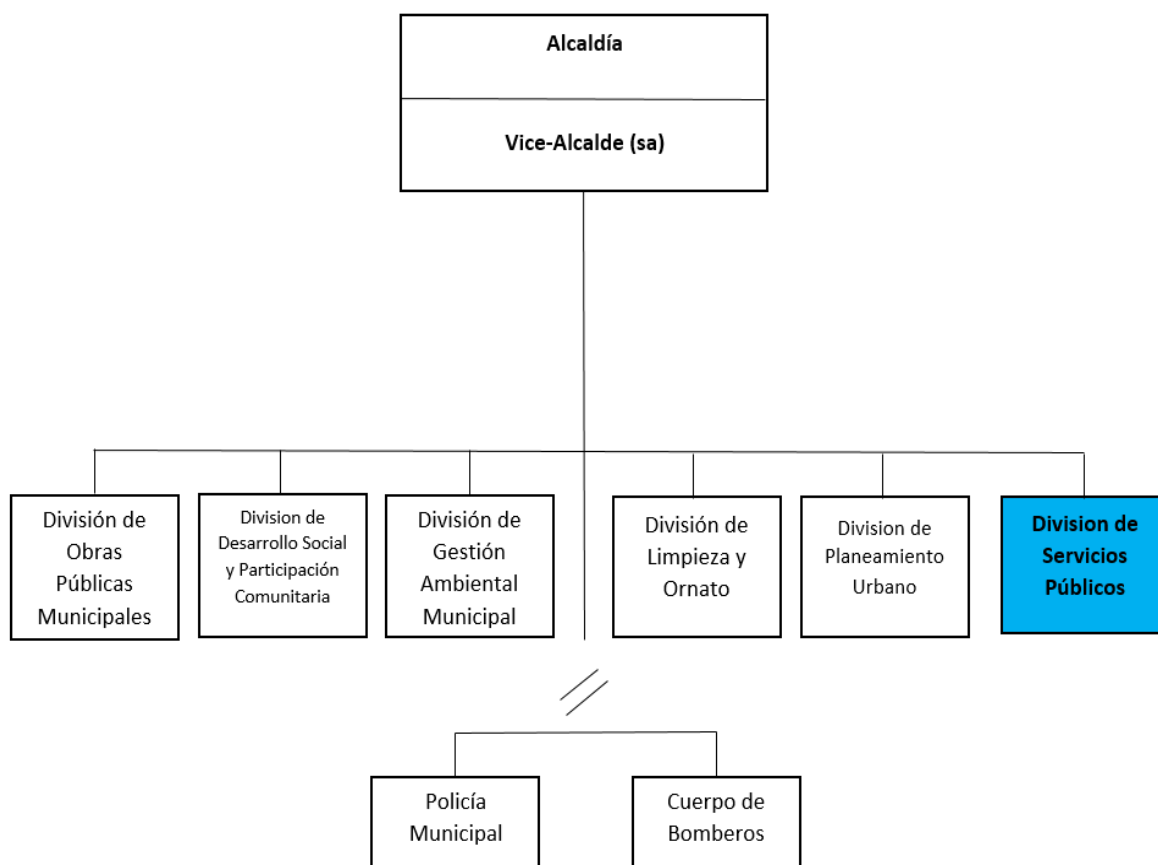 Alcaldía
Vice-Alcalde (sa)
División de
Obras
Públicas
Municipales
Division de
Desarrollo Social
y Participación
Comunitaria
División de
Gestión
Ambiental
Municipal
División de
Limpieza y
Ornato
Division de
Planeamiento
Urbano
Division de
Servicios
Públicos
Policía
Municipal
Cuerpo de
Bomberos